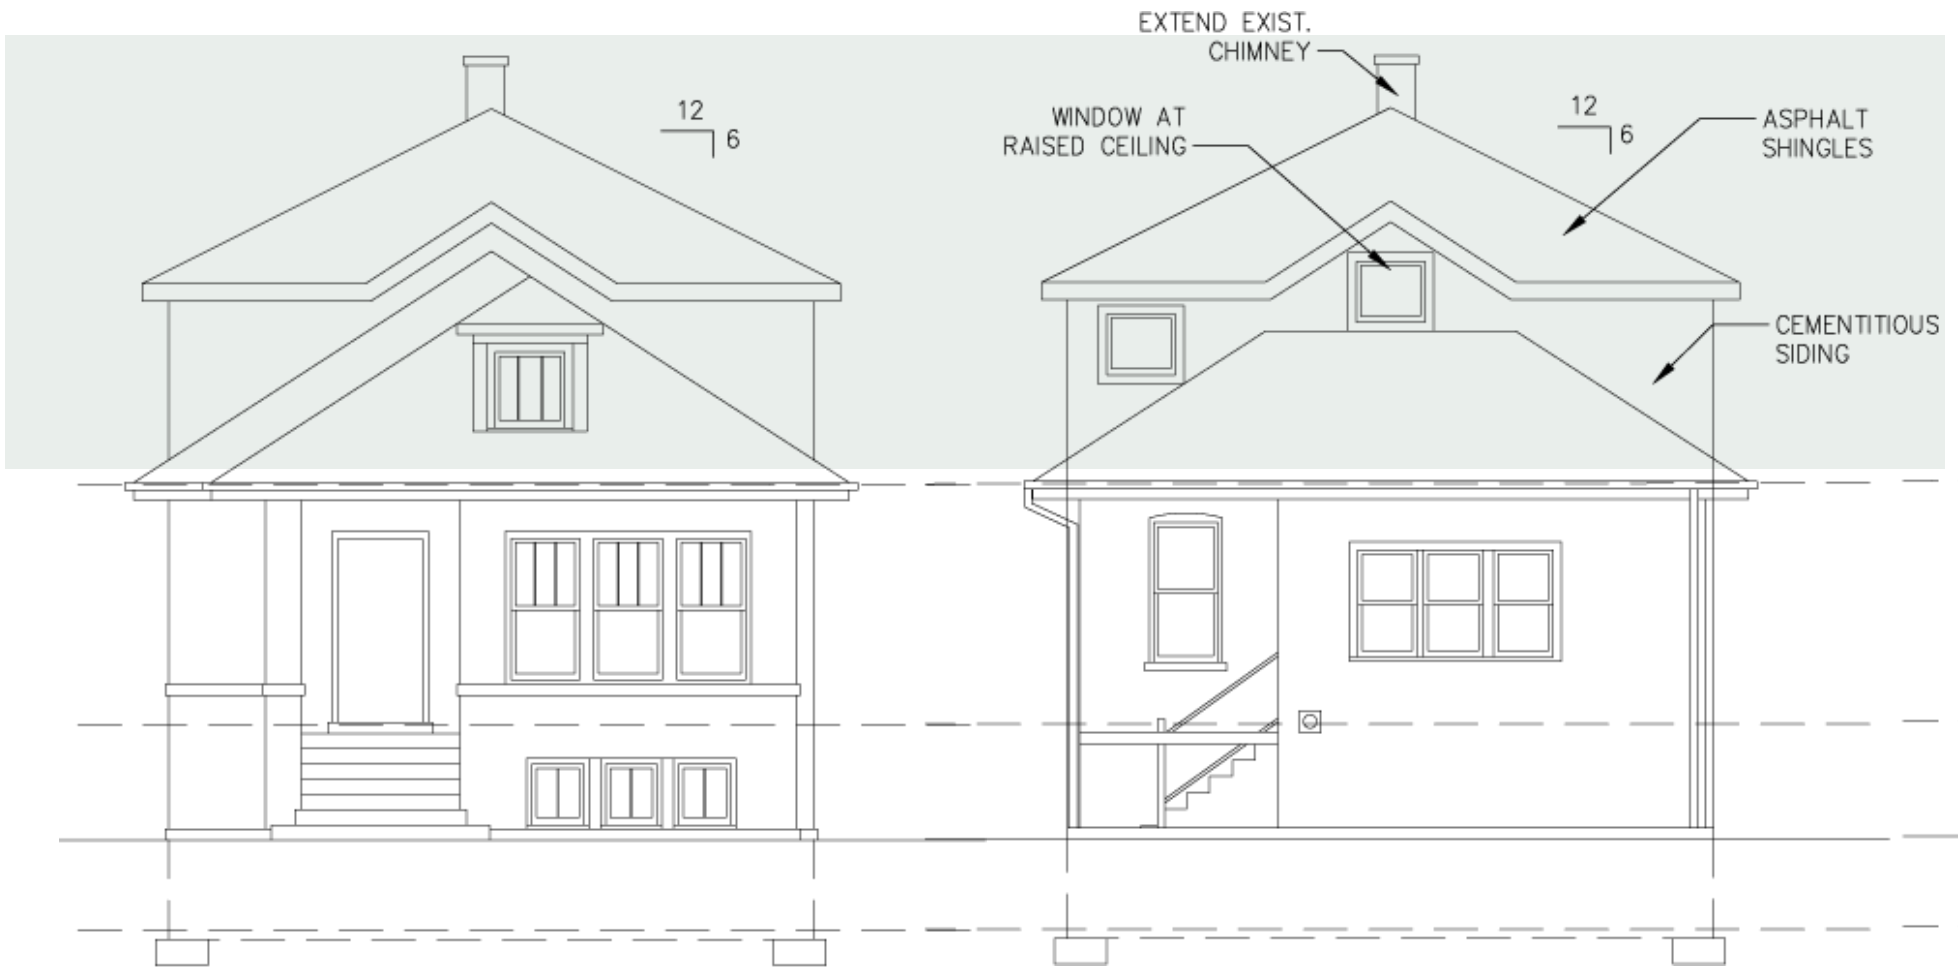 EXTEND EXIST.
CHIMNEY
12
6
WINDOW AT
RAISED CEILING
12
6
ASPHALT
SHINGLES
CEMENTITIOUS
SIDING